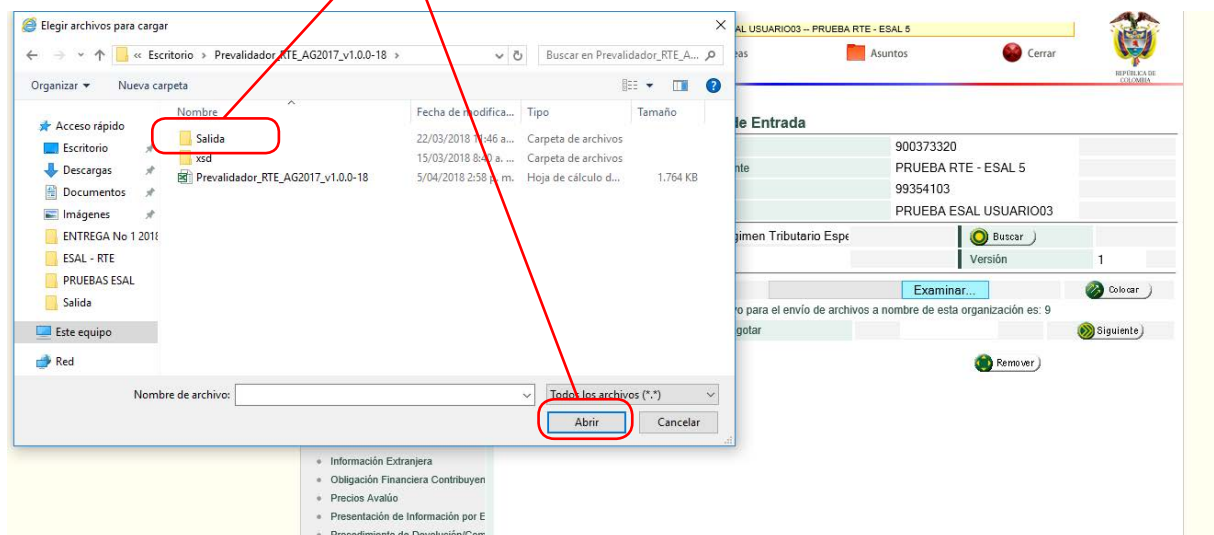 Elegir archivos para cargar
« Escritorio > Prevalidador_RTE_AG2017_v1.0.0-18 >
Buscar en Prevalidador_RTE_A...
Organizar
Nueva carpeta
Nombre
Fecha de modifica...
Tipo
Tamaño
Acceso rápido
Escritorio
Descargas
Documentos
Imágenes
ENTREGA No 1 2018
ESAL - RTE
PRUEBAS ESAL
Salida
Este equipo
Red
Salida
22/03/2018 11:46 a...
Carpeta de archivos
xsd
15/03/2018 8:40 a. ...
Carpeta de archivos
Prevalidador_RTE_AG2017_v1.0.0-18
5/04/2018 2:58 p. m.
Hoja de cálculo d...
1.764 KB
Nombre de archivo:
Todos los archivos (*.*)
Abrir
Cancelar
AL USUARIO03 -- PRUEBA RTE - ESAL 5
eas
Asuntos
Cerrar
REPÚBLICA DE
COLOMBIA
de Entrada
900373320
nte
PRUEBA RTE - ESAL 5
99354103
PRUEBA ESAL USUARIO03
gimen Tributario Espe
Buscar
Versión
1
Examinar...
Colocar
vo para el envío de archivos a nombre de esta organización es: 9
gotar
Siguiente
Remover
Información Extranjera
Obligación Financiera Contribuyen
Precios Avalúo
Presentación de Información por E
Procedimiento de Devolución/Com